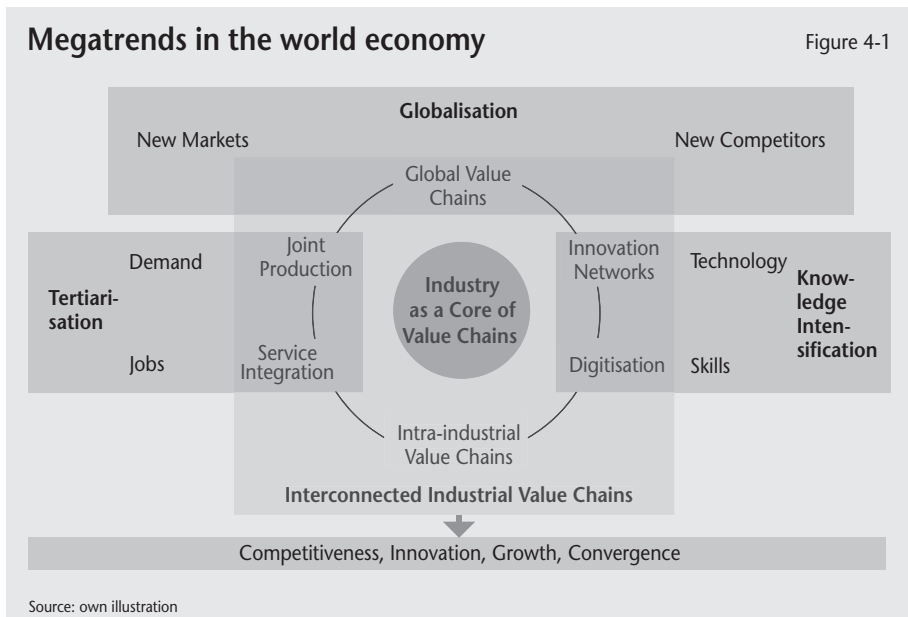 Megatrends in the world economy
Figure 4-1
Globalisation
New Markets
New Competitors
Global Value
Chains
Joint
Production
Innovation
Networks
Demand
Technology
Tertiari-
sation
Industry
as a Core of
Value Chains
Know-
ledge
Inten-
sification
Jobs
Service
Integration
Digitisation
Skills
Intra-industrial
Value Chains
Interconnected Industrial Value Chains
Competitiveness, Innovation, Growth, Convergence
Source: own illustration